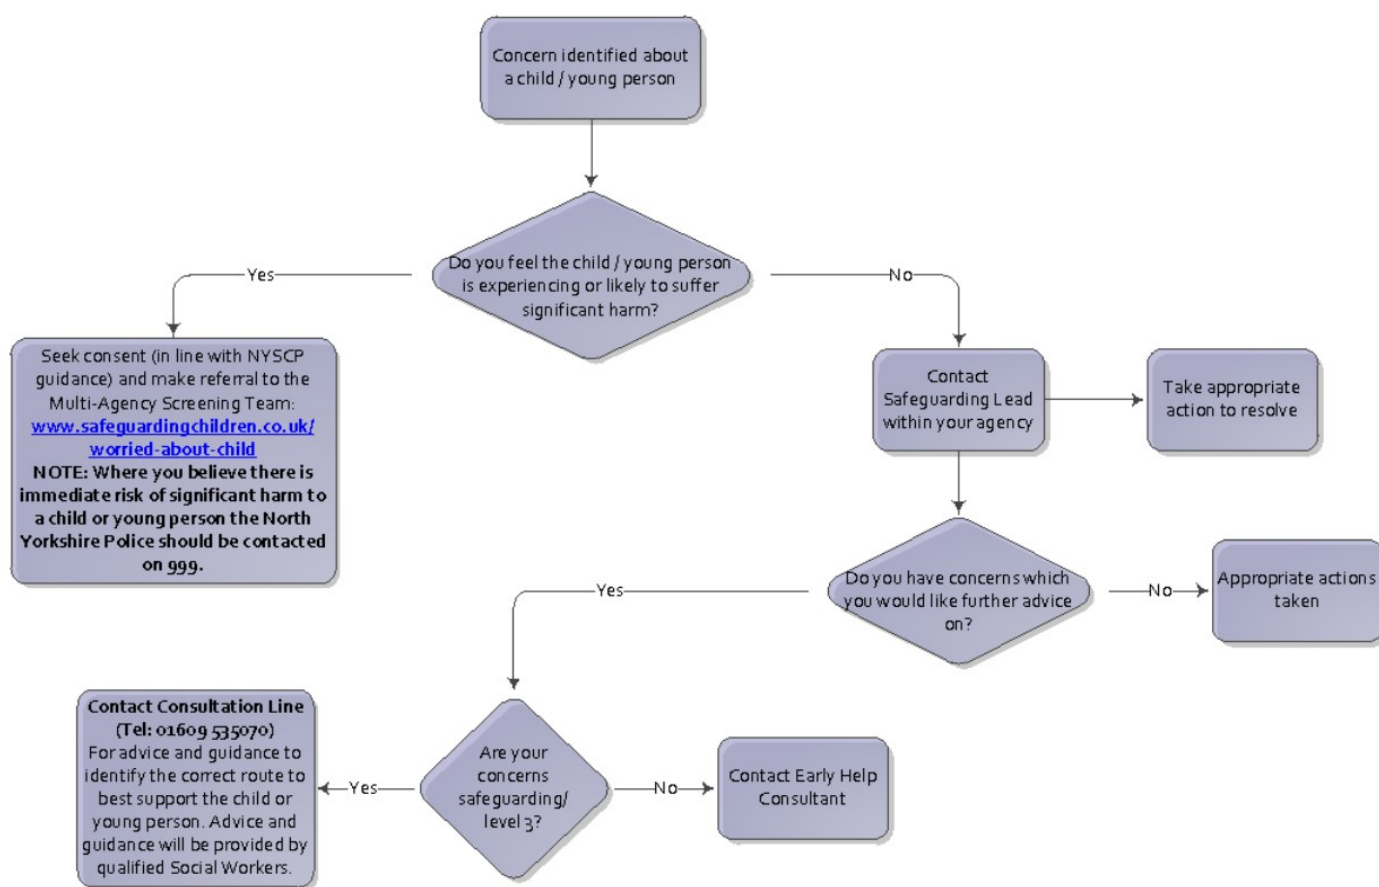 Concern identified about
a child / young person
Do you feel the child / young person
is experiencing or likely to suffer
significant harm?
Yes
No
Seek consent (in line with NYSCP
guidance) and make referral to the
Multi-Agency Screening Team:
www.safeguardingchildren.co.uk/
worried-about-child
NOTE: Where you believe there is
immediate risk of significant harm to
a child or young person the North
Yorkshire Police should be contacted
on 999.
Contact
Safeguarding Lead
within your agency
Take appropriate
action to resolve
Do you have concerns which
you would like further advice
on?
Yes
No
Appropriate actions
taken
Are your
concerns
safeguarding/
level 3?
Yes
No
Contact Consultation Line
(Tel: 01609 535070)
For advice and guidance to
identify the correct route to
best support the child or
young person. Advice and
guidance will be provided by
qualified Social Workers.
Contact Early Help
Consultant